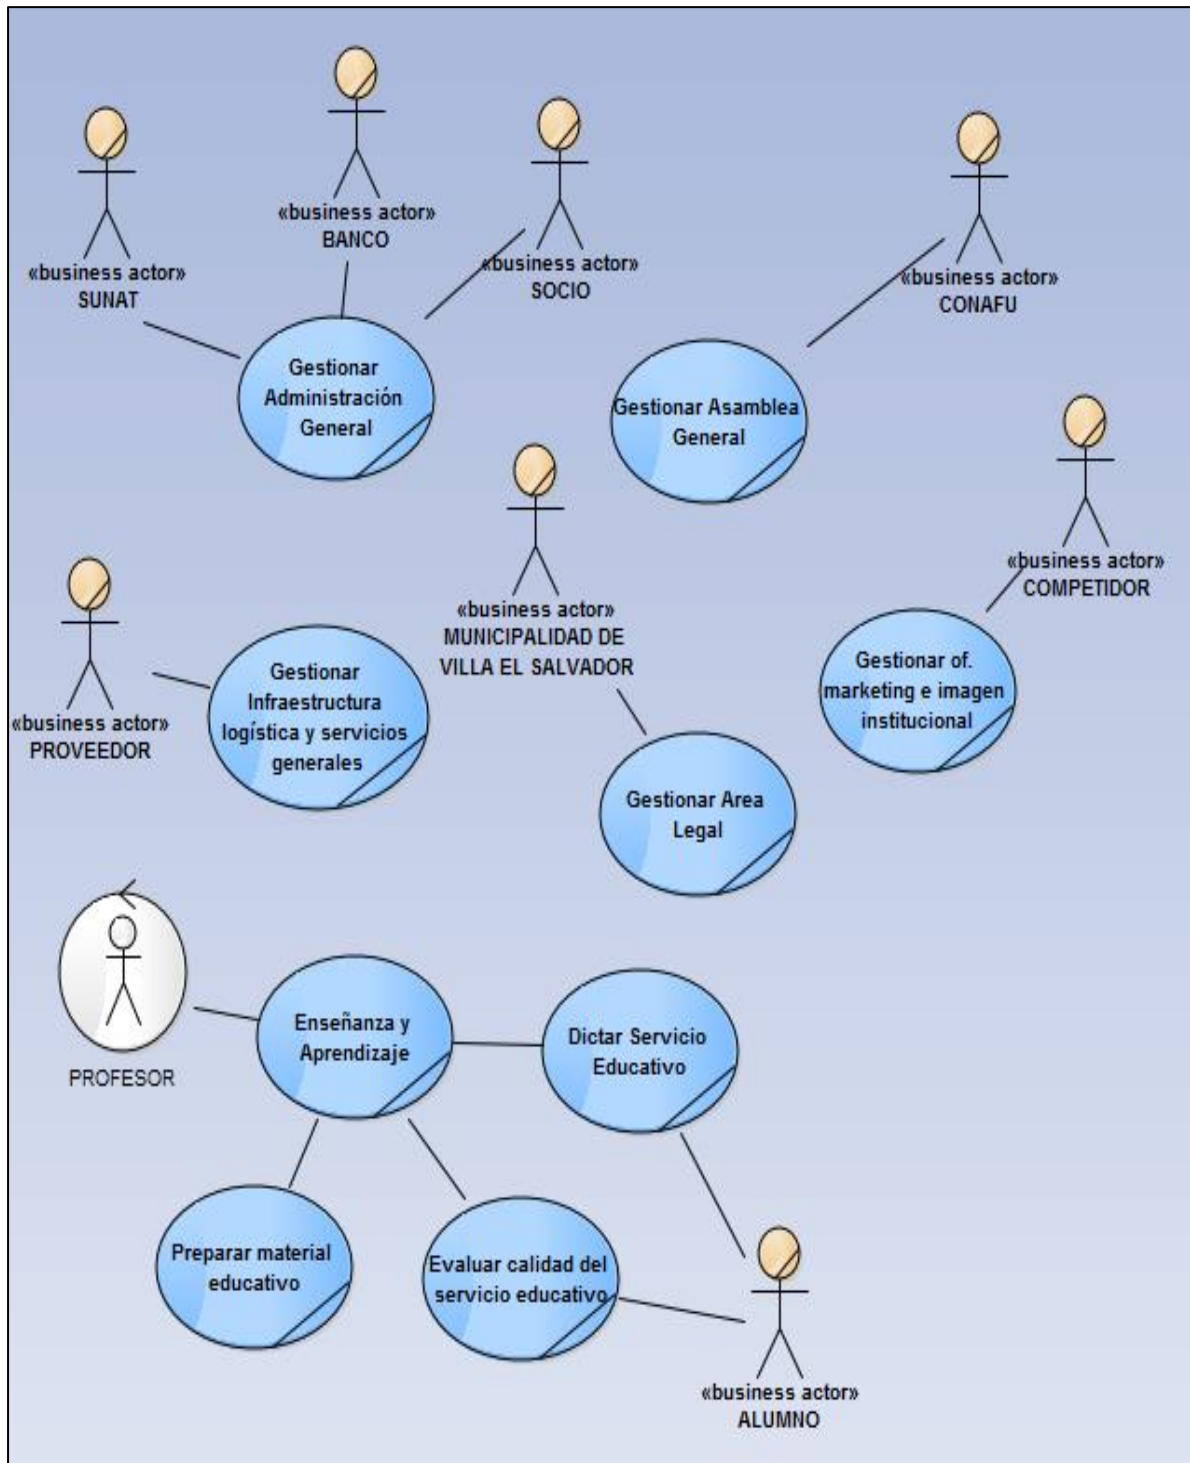 «business actor»
BANCO
«business actor»
SUNAT
«business actor»
SOCIO
«business actor»
CONAFU
Gestionar
Administración
General
Gestionar Asamblea
General
«business actor»
COMPETIDOR
«business actor»
MUNICIPALIDAD DE
VILLA EL SALVADOR
«business actor»
PROVEEDOR
Gestionar
Infraestructura
logística y servicios
generales
Gestionar of.
marketing e imagen
institucional
Gestionar Area
Legal
PROFESOR
Enseñanza y
Aprendizaje
Dictar Servicio
Educativo
Preparar material
educativo
Evaluar calidad del
servicio educativo
«business actor»
ALUMNO